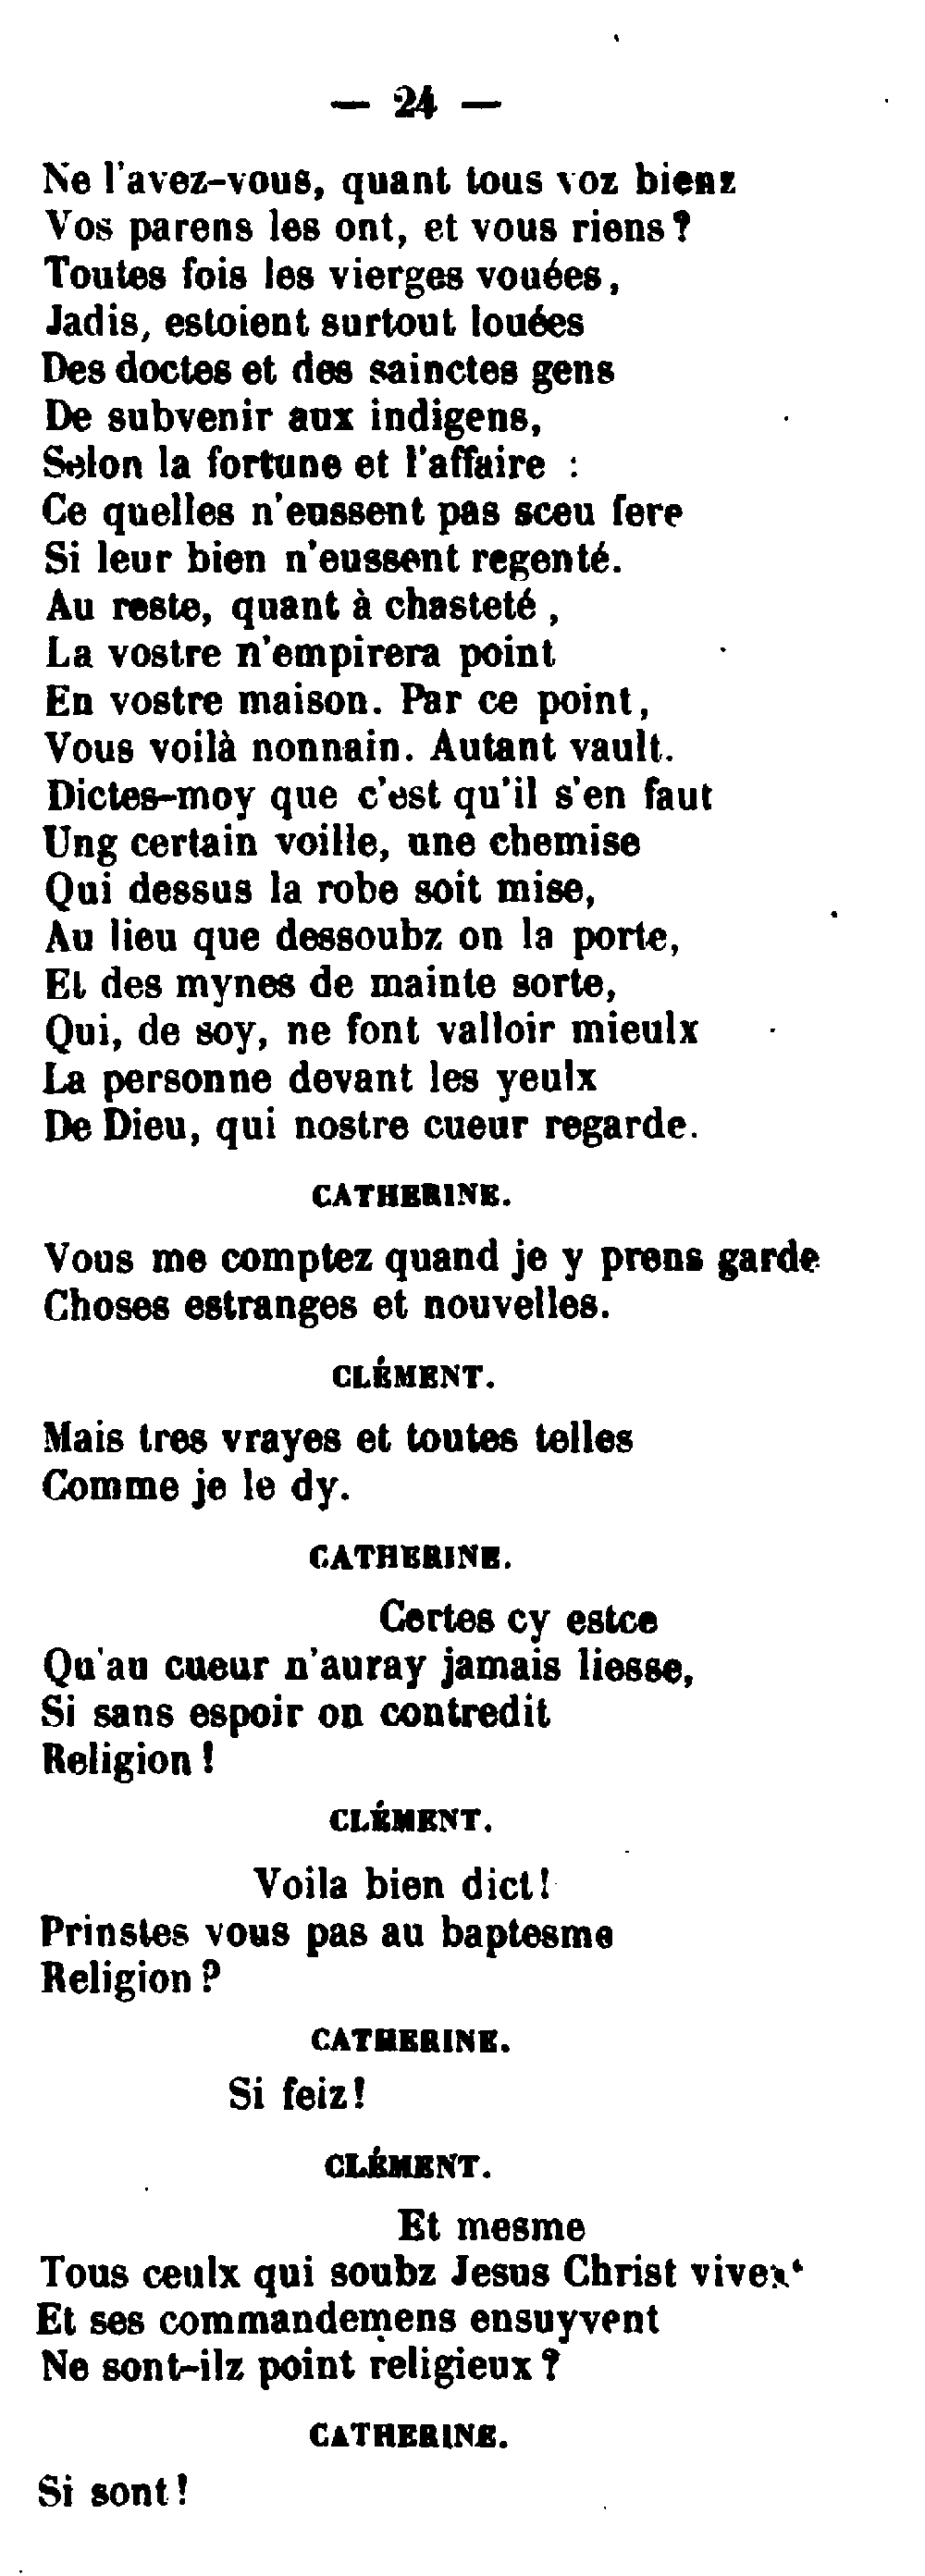 — 24 —
Ne l'avez-vous, quant tous voz bienz
Vos parens les ont, et vous riens?
Toutes fois les vierges vouées,
Jadis, estoient surtout louées
Des doctes et des sainctes gens
De subvenir aux indigens,
Selon la fortune et l'affaire :
Ce quelles n'eussent pas sceu fere
Si leur bien n'eussent regenté.
Au reste, quant à chasteté,
La vostre n'empirera point
En vostre maison. Par ce point,
Vous voilà nonnain. Autant vault.
Dictes-moy que c'est qu'il s'en faut
Ung certain voille, une chemise
Qui dessus la robe soit mise,
Au lieu que dessoubz on la porte,
Et des mynes de mainte sorte,
Qui, de soy, ne font valloir mieulx
La personne devant les yeulx
De Dieu, qui nostre cueur regarde.
CATHERINE.
Vous me comptez quand je y prens garde
Choses estranges et nouvelles.
CLÉMENT.
Mais tres vrayes et toutes telles
Comme je le dy.
CATHERINE.
Certes cy estce
Qu'au cueur n'auray jamais liesse,
Si sans espoir on contredit
Religion!
CLÉMENT.
Voila bien dict!
Prinstes vous pas au baptesme
Religion?
CATHERINE.
Si feiz!
CLÉMENT.
Et mesme
Tous ceulx qui soubz Jesus Christ vivent
Et ses commandemens ensuyvent
Ne sont-ilz point religieux?
CATHERINE.
Si sont!